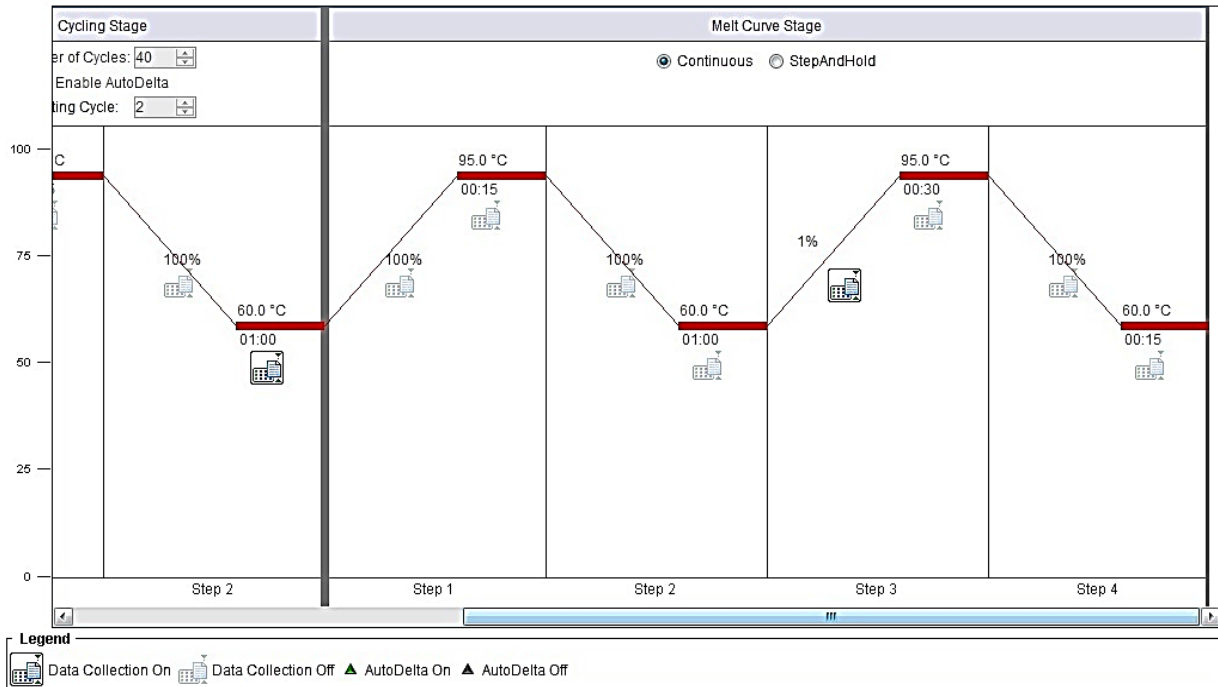 Cycling Stage
Melt Curve Stage
er of Cycles: 40
Continuous StepAndHold
Enable AutoDelta
ting Cycle: 2
100
C
95.0 °C
95.0 °C
00:15
00:30
1%
75
100%
100%
100%
100%
60.0 °C
60.0 °C
60.0 °C
01:00
01:00
00:15
50
25
0
Step 2
Step 1
Step 2
Step 3
Step 4
Legend
Data Collection On Data Collection Off AutoDelta On AutoDelta Off